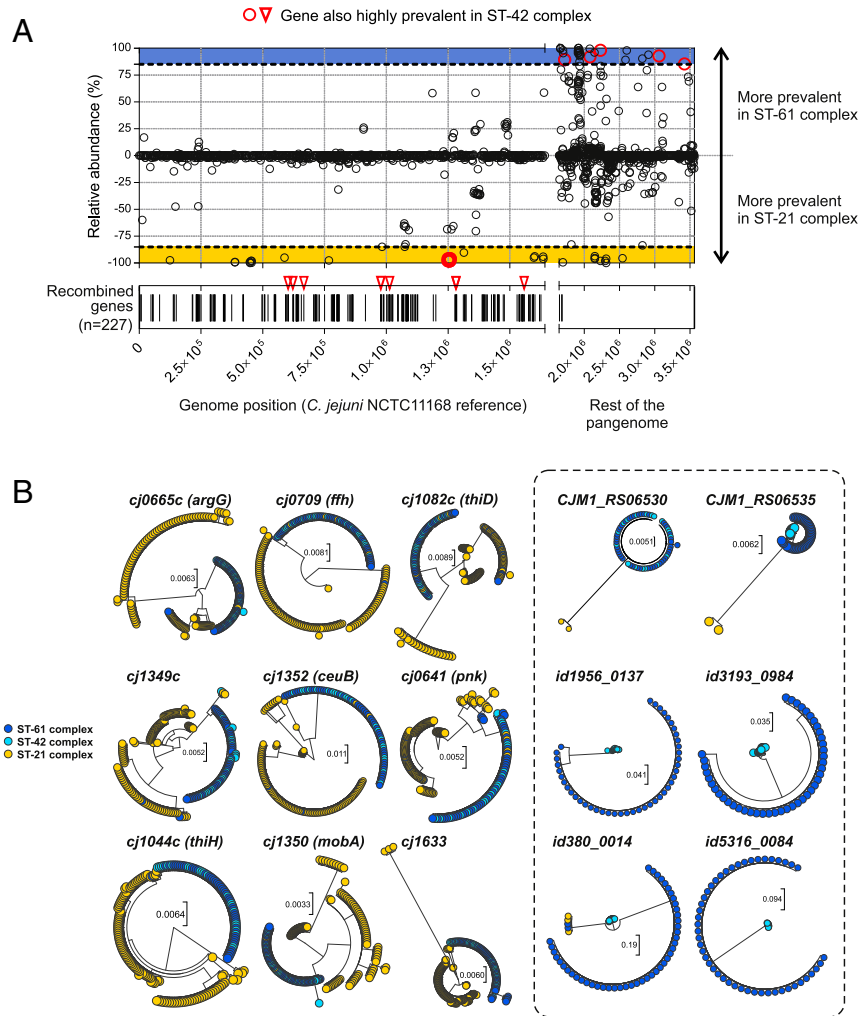 Gene also highly prevalent in ST-42 complex
A
Relative abundance (%)
100
75
50
25
0
-25
-50
-75
-100
More prevalent
in ST-61 complex
More prevalent
in ST-21 complex
Recombined
genes
(n=227)
0
2.5×10⁵
5.0×10⁵
7.5×10⁵
1.0×10⁶
1.3×10⁶
1.5×10⁶
2.0×10⁶
2.5×10⁶
3.0×10⁶
3.5×10⁶
Genome position (C. jejuni NCTC11168 reference)
Rest of the
pangenome
B
cj0665c (argG)
cj0709 (ffh)
cj1082c (thiD)
CJM1_RS06530
CJM1_RS06535
0.0063
0.0081
0.0089
0.0051
0.0062
cj1349c
cj1352 (ceuB)
cj0641 (pnk)
id1956_0137
id3193_0984
ST-61 complex
ST-42 complex
ST-21 complex
0.0052
0.011
0.0052
0.041
0.035
cj1044c (thiH)
cj1350 (mobA)
cj1633
id380_0014
id5316_0084
0.0064
0.0033
0.0060
0.19
0.094